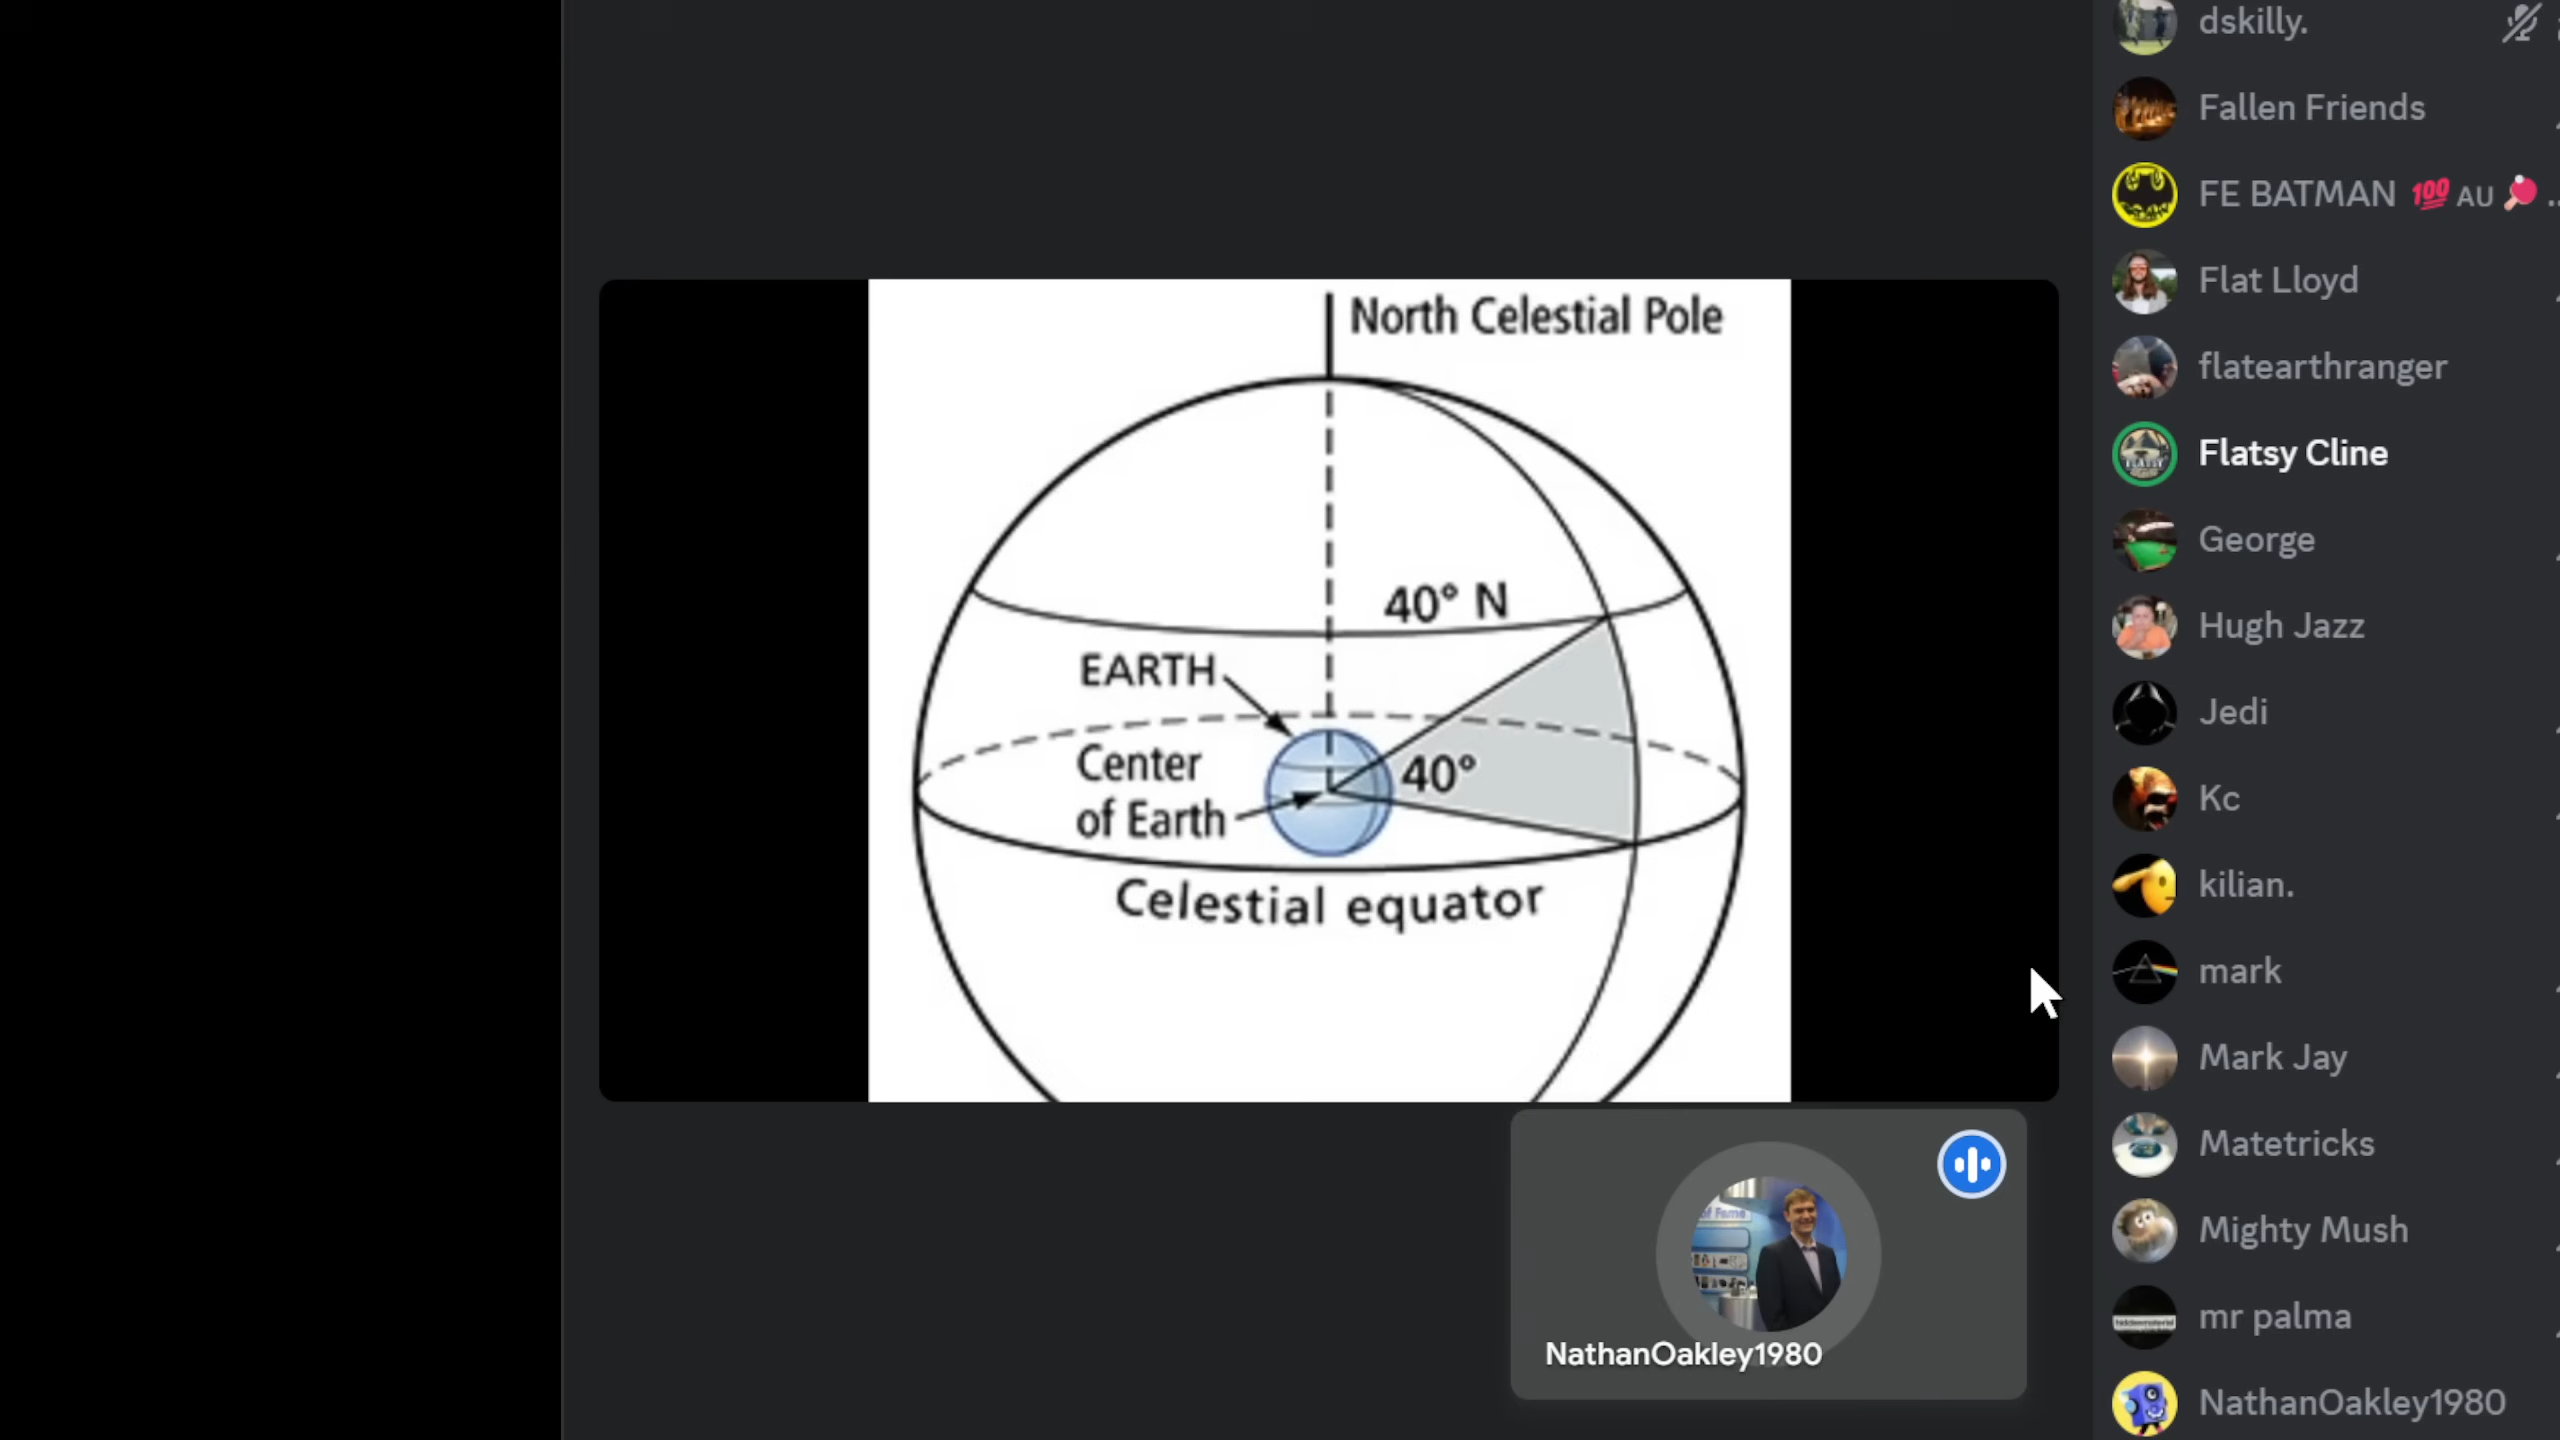 North Celestial Pole
40° N
EARTH
Center
of Earth
40°
Celestial equator
of Fame
NathanOakley1980
dskilly.
Fallen Friends
FE BATMAN 💯 AU 🏓 ..
Flat Lloyd
flatearthranger
Flatsy Cline
George
Hugh Jazz
Jedi
Kc
kilian.
mark
Mark Jay
Matetricks
Mighty Mush
mr palma
NathanOakley1980